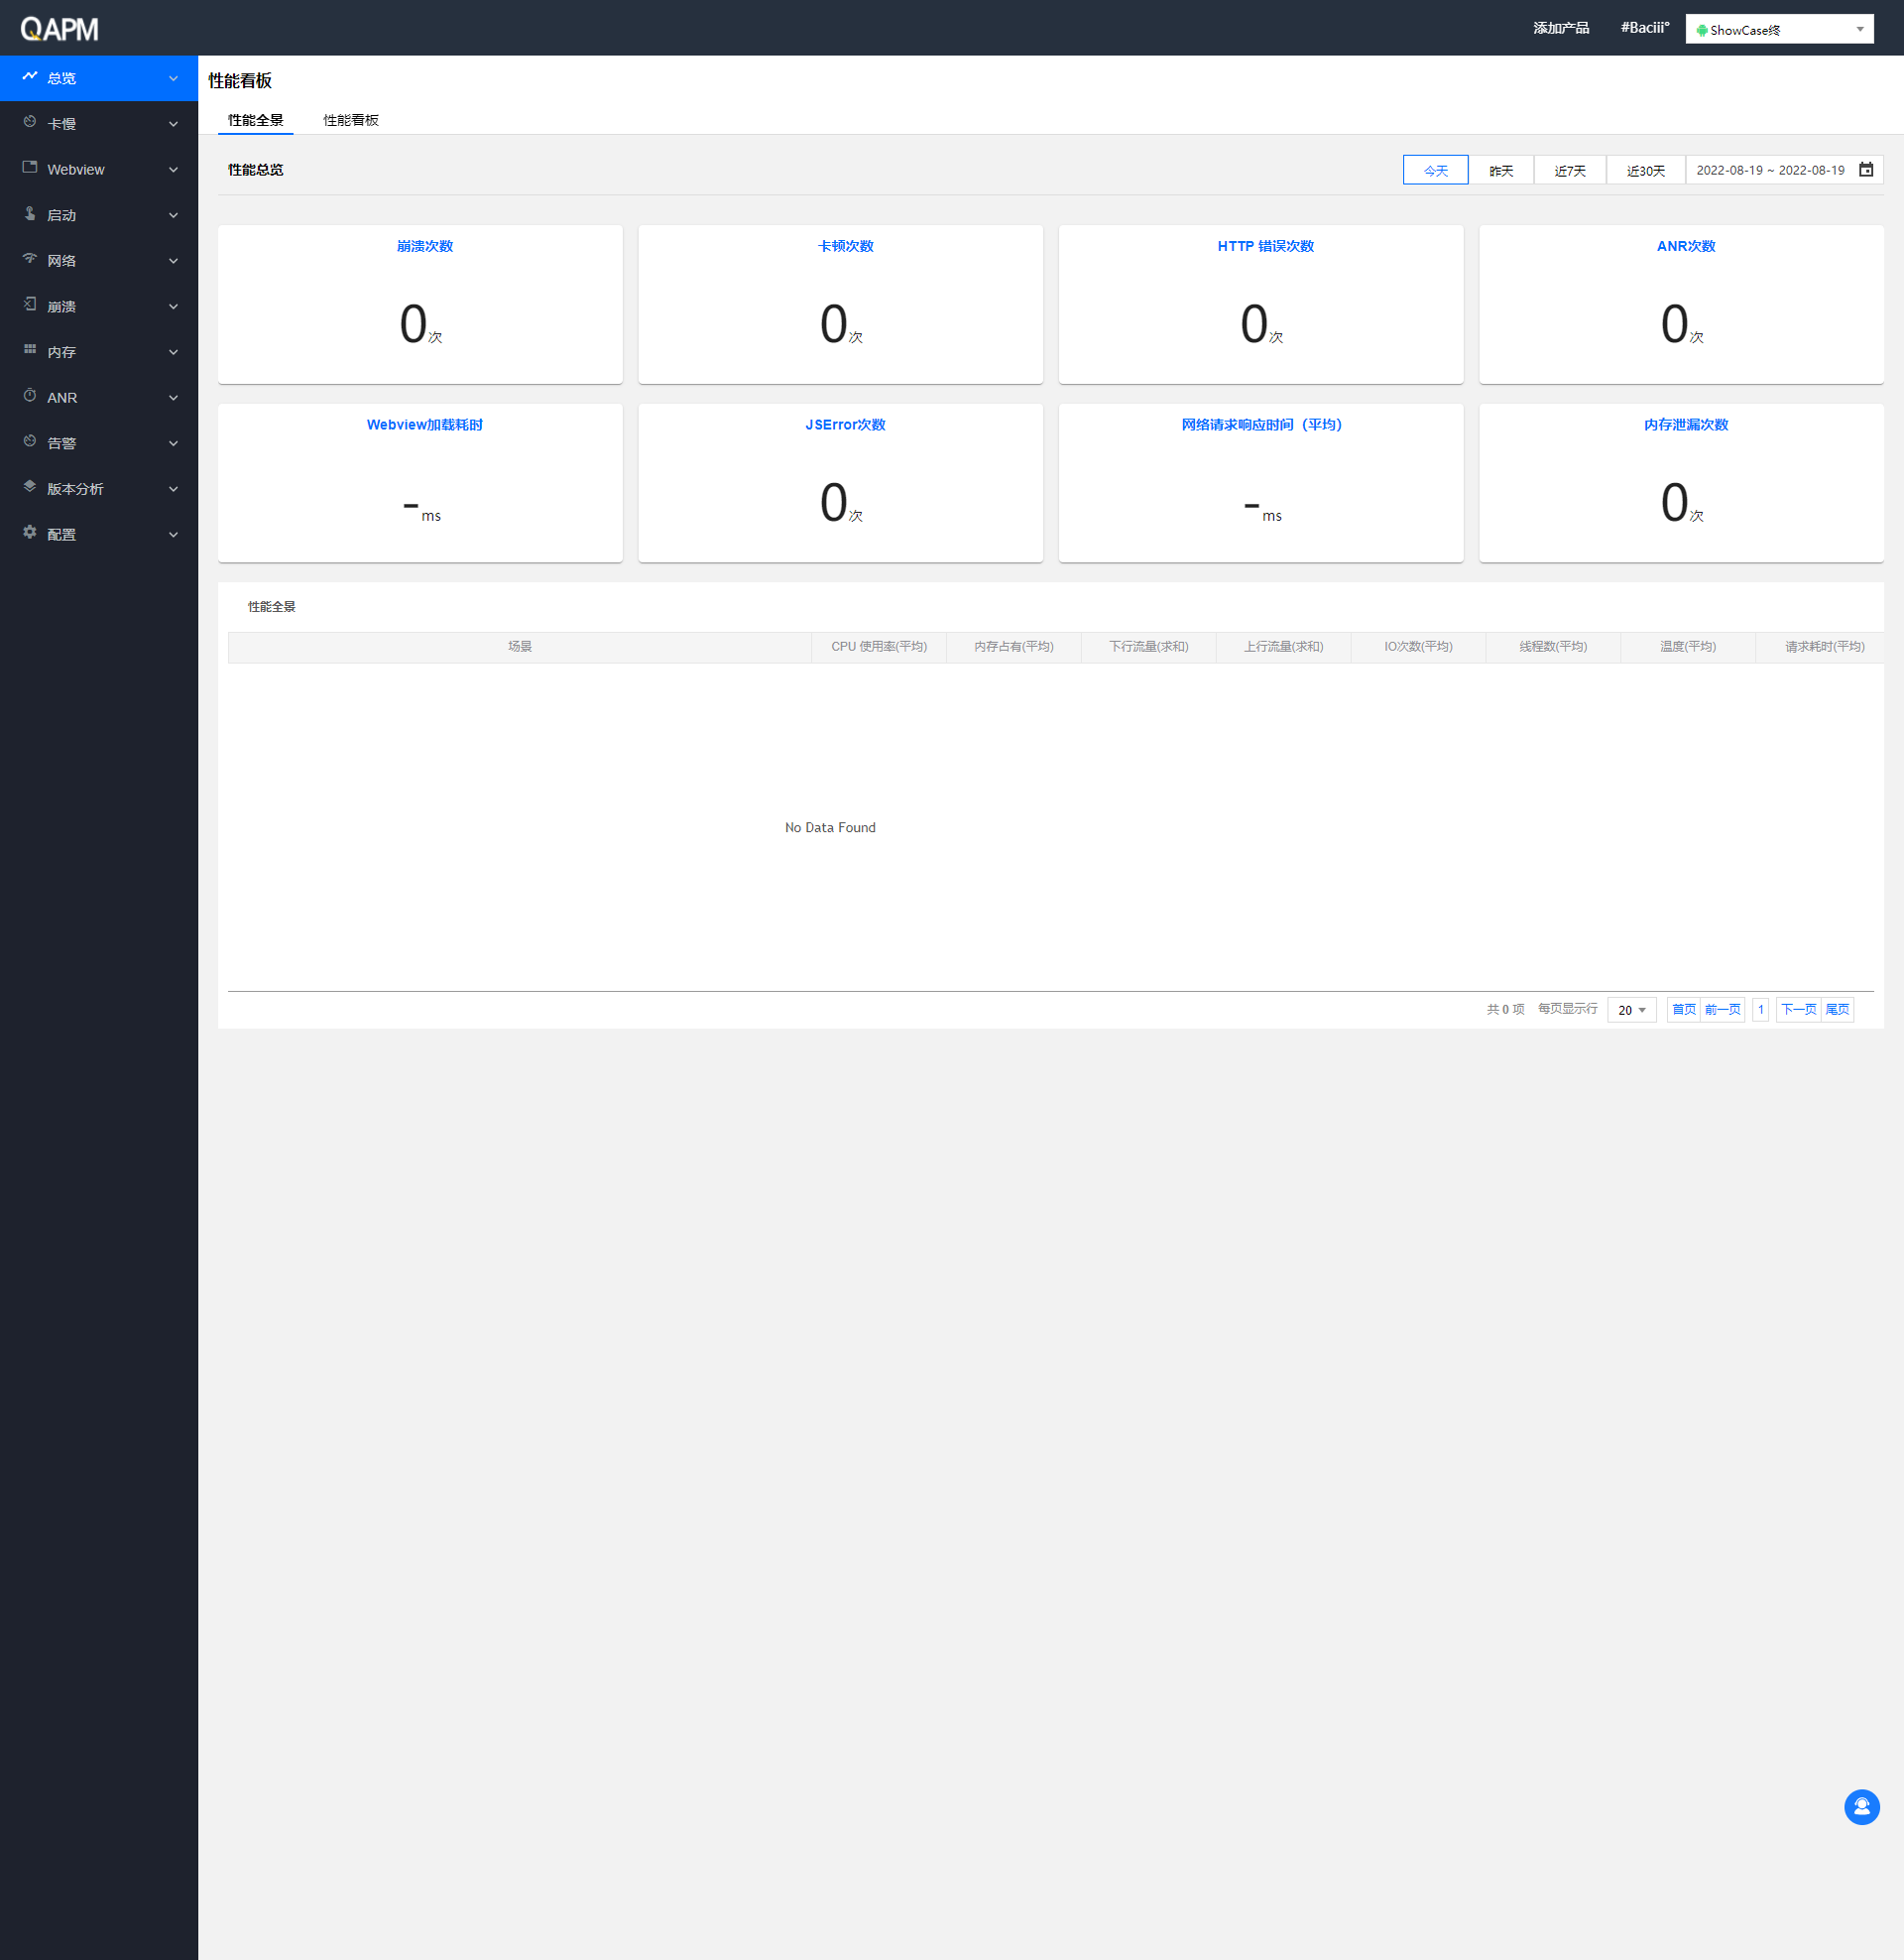 QAPM
添加产品 #Baciii° ShowCase终
总览
卡慢
Webview
启动
网络
崩溃
内存
ANR
告警
版本分析
配置
性能看板
性能全景 性能看板
性能总览 今天 昨天 近7天 近30天 2022-08-19 ~ 2022-08-19
崩溃次数 卡顿次数 HTTP 错误次数 ANR次数
0次 0次 0次 0次
Webview加载耗时 JSError次数 网络请求响应时间（平均） 内存泄漏次数
-ms 0次 -ms 0次
性能全景
场景 CPU 使用率(平均) 内存占有(平均) 下行流量(求和) 上行流量(求和) IO次数(平均) 线程数(平均) 温度(平均) 请求耗时(平均)
No Data Found
共 0 项 每页显示行 20 首页 前一页 1 下一页 尾页